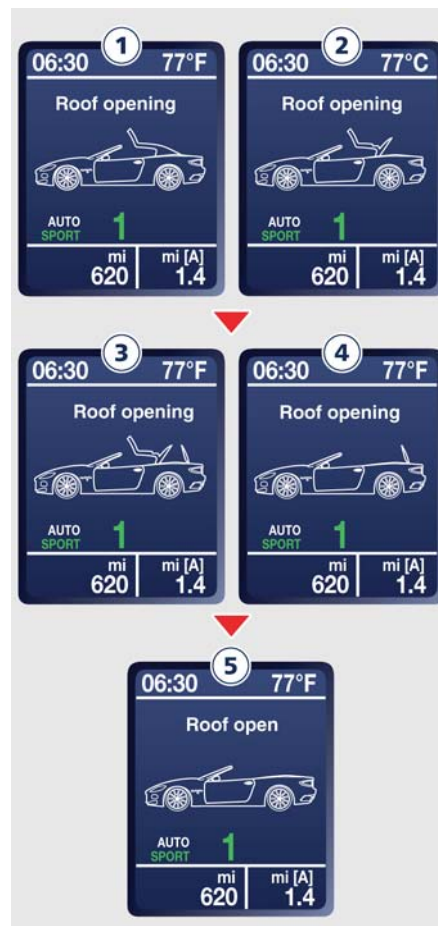 1
06:30 77°F
Roof opening
AUTO
SPORT 1
mi mi [A]
620 1.4
2
06:30 77°C
Roof opening
AUTO
SPORT 1
mi mi [A]
620 1.4
3
06:30 77°F
Roof opening
AUTO
SPORT 1
mi mi [A]
620 1.4
4
06:30 77°F
Roof opening
AUTO
SPORT 1
mi mi [A]
620 1.4
5
06:30 77°F
Roof open
AUTO
SPORT 1
mi mi [A]
620 1.4